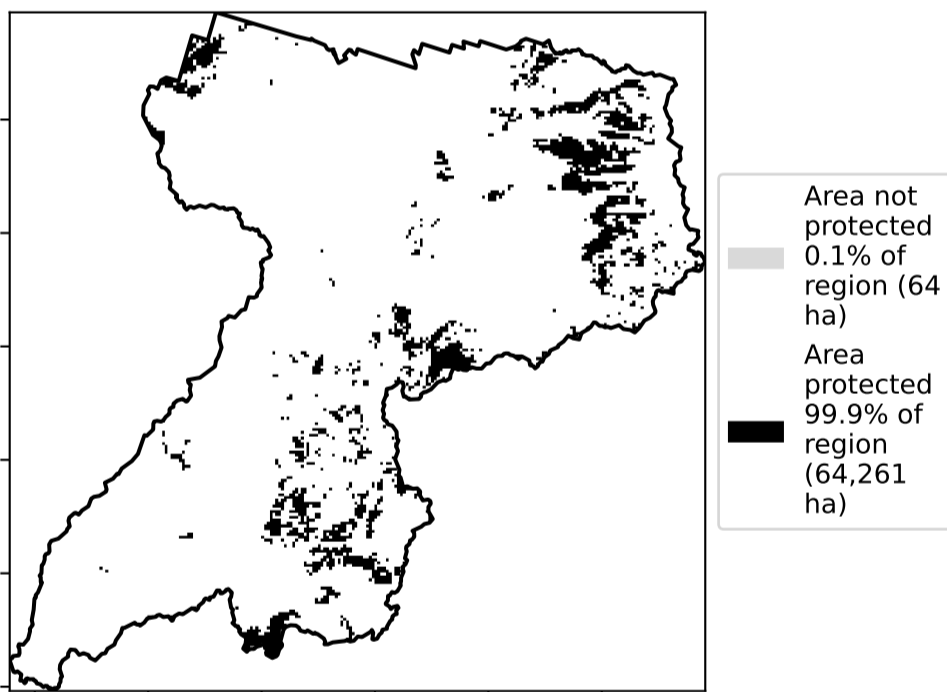 Area not
protected
0.1% of
region (64
ha)
Area
protected
99.9% of
region
(64,261
ha)